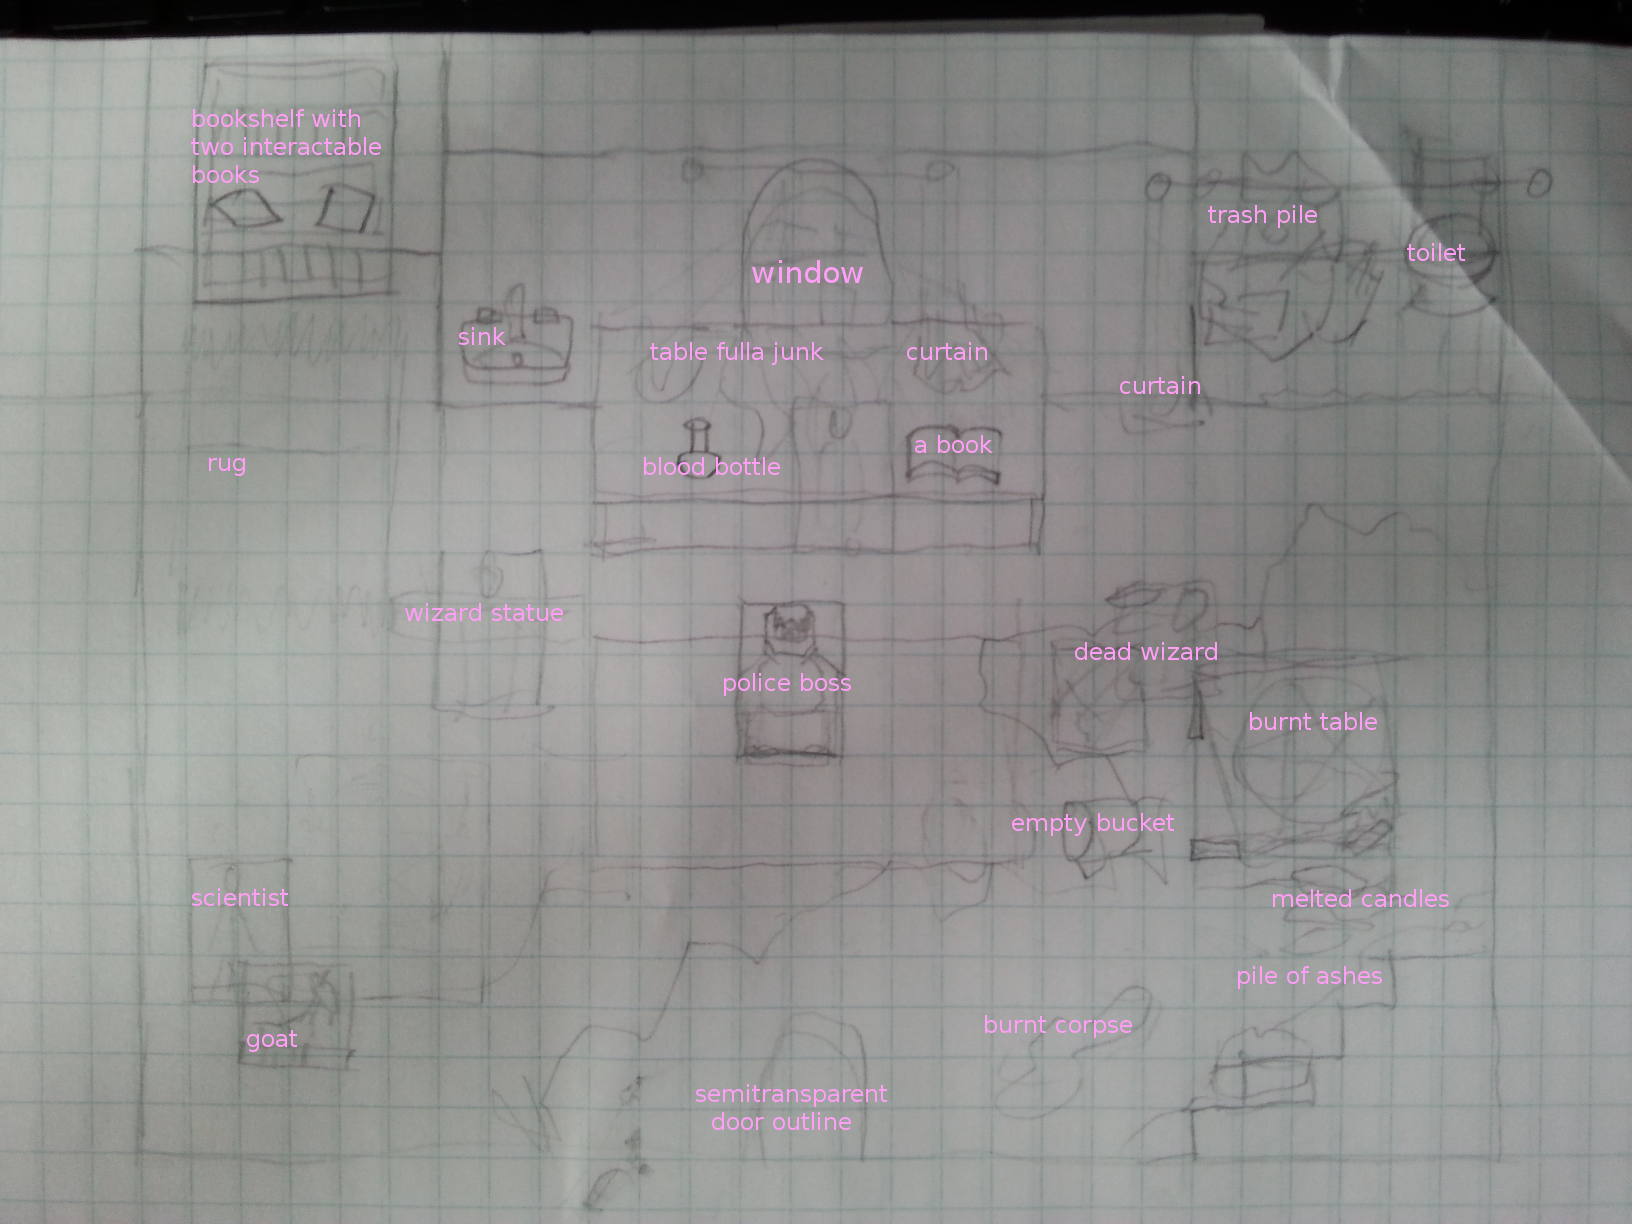 bookshelf with
two interactable
books
trash pile
toilet
window
sink
table fulla junk
curtain
curtain
a book
rug
blood bottle
wizard statue
dead wizard
police boss
burnt table
empty bucket
scientist
melted candles
pile of ashes
burnt corpse
goat
semitransparent
door outline